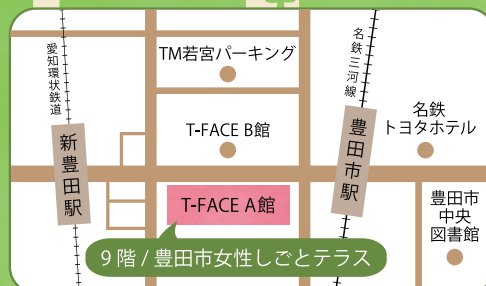 愛知環状鉄道
新豊田駅
TM若宮パーキング
T-FACE B館
T-FACE A館
9階 / 豊田市女性しごとテラス
名鉄三河線
豊田市駅
名鉄
トヨタホテル
豊田市
中央
図書館